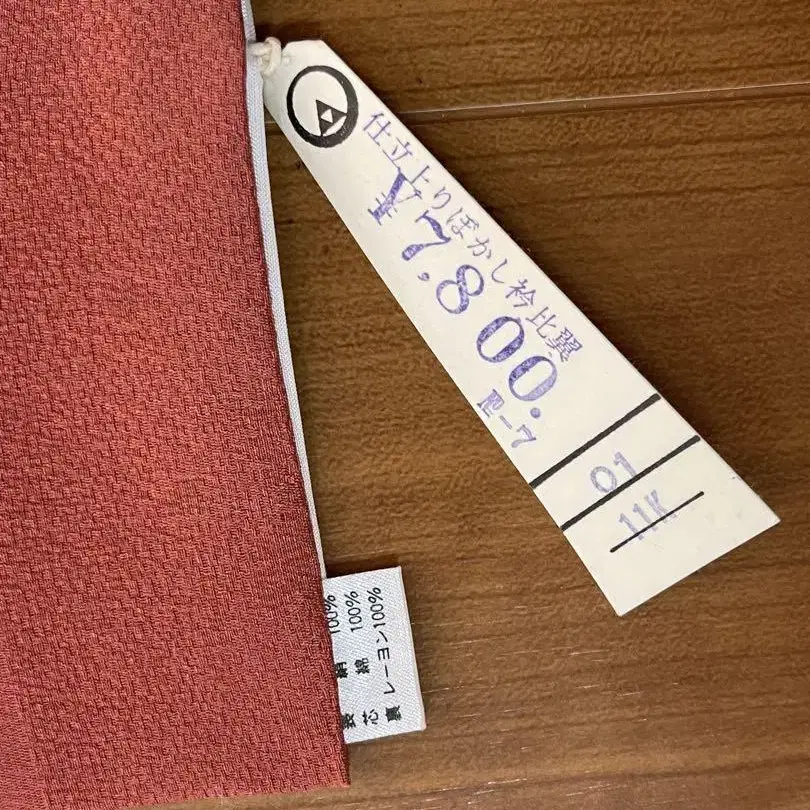 仕立上りぼかし衿比翼
¥7,800.
F-7
01
11K
表 絹 100%
芯 綿 100%
裏 レーヨン100%